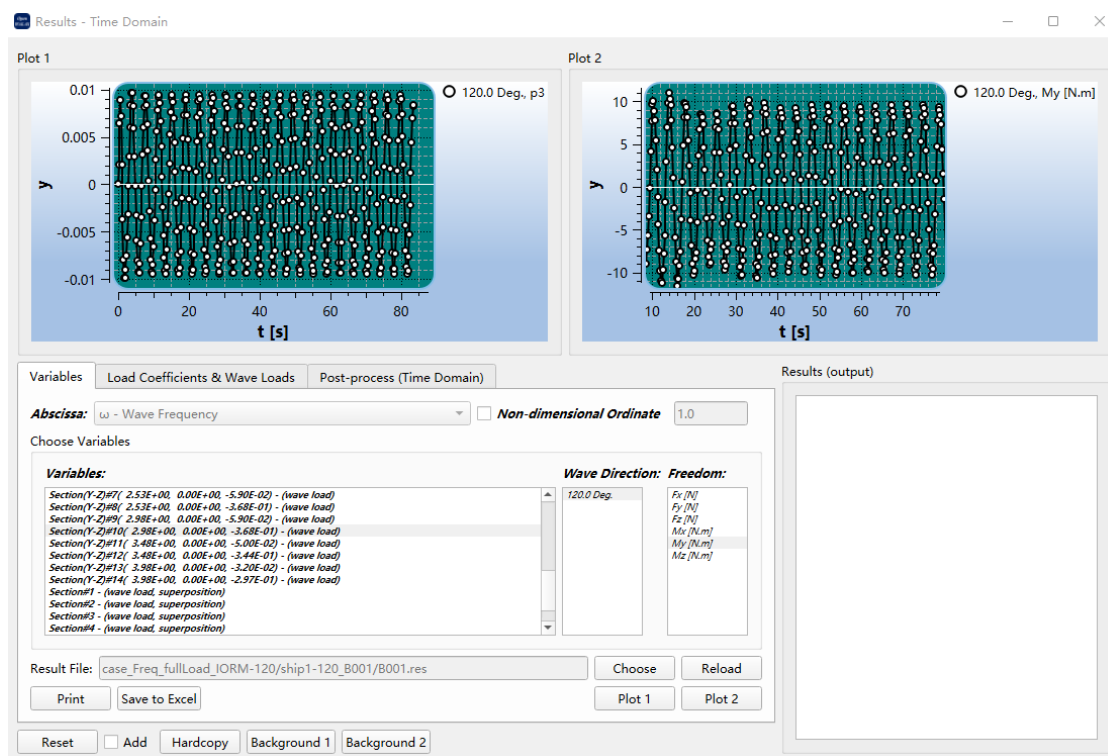 Results - Time Domain
Plot 1
Plot 2
0.01
0.005
0
-0.005
-0.01
y
0
20
40
60
80
t [s]
120.0 Deg., p3
10
5
0
-5
-10
y
10
20
30
40
50
60
70
t [s]
120.0 Deg., My [N.m]
Variables
Load Coefficients & Wave Loads
Post-process (Time Domain)
Results (output)
Abscissa:
ω - Wave Frequency
Non-dimensional Ordinate
1.0
Choose Variables
Variables:
Wave Direction:
Freedom:
Section(Y-Z)#7( 2.53E+00, 0.00E+00, -5.90E-02) - (wave load)
Section(Y-Z)#8( 2.53E+00, 0.00E+00, -3.68E-01) - (wave load)
Section(Y-Z)#9( 2.98E+00, 0.00E+00, -5.90E-02) - (wave load)
Section(Y-Z)#10( 2.98E+00, 0.00E+00, -3.68E-01) - (wave load)
Section(Y-Z)#11( 3.48E+00, 0.00E+00, -5.00E-02) - (wave load)
Section(Y-Z)#12( 3.48E+00, 0.00E+00, -3.44E-01) - (wave load)
Section(Y-Z)#13( 3.98E+00, 0.00E+00, -3.20E-02) - (wave load)
Section(Y-Z)#14( 3.98E+00, 0.00E+00, -2.97E-01) - (wave load)
Section#1 - (wave load, superposition)
Section#2 - (wave load, superposition)
Section#3 - (wave load, superposition)
Section#4 - (wave load, superposition)
120.0 Deg.
Fx [N]
Fy [N]
Fz [N]
Mx [N.m]
My [N.m]
Mz [N.m]
Result File:
case_Freq_fullLoad_IORM-120/ship1-120_B001/B001.res
Choose
Reload
Print
Save to Excel
Plot 1
Plot 2
Reset
Add
Hardcopy
Background 1
Background 2